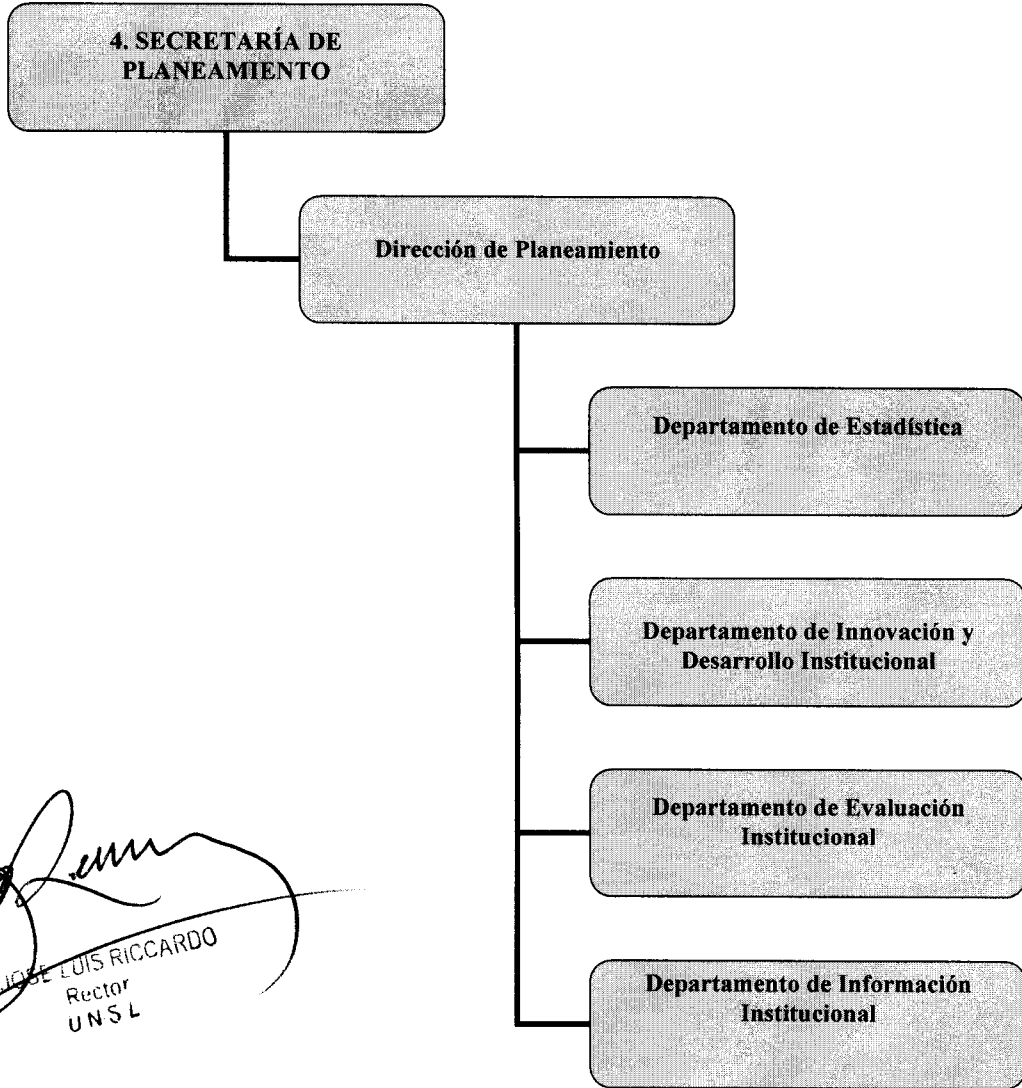 4. SECRETARÍA DE
PLANEAMIENTO
Dirección de Planeamiento
Departamento de Estadística
Departamento de Innovación y
Desarrollo Institucional
Departamento de Evaluación
Institucional
Departamento de Información
Institucional
JOSE LUIS RICCARDO
Rector
UNSL